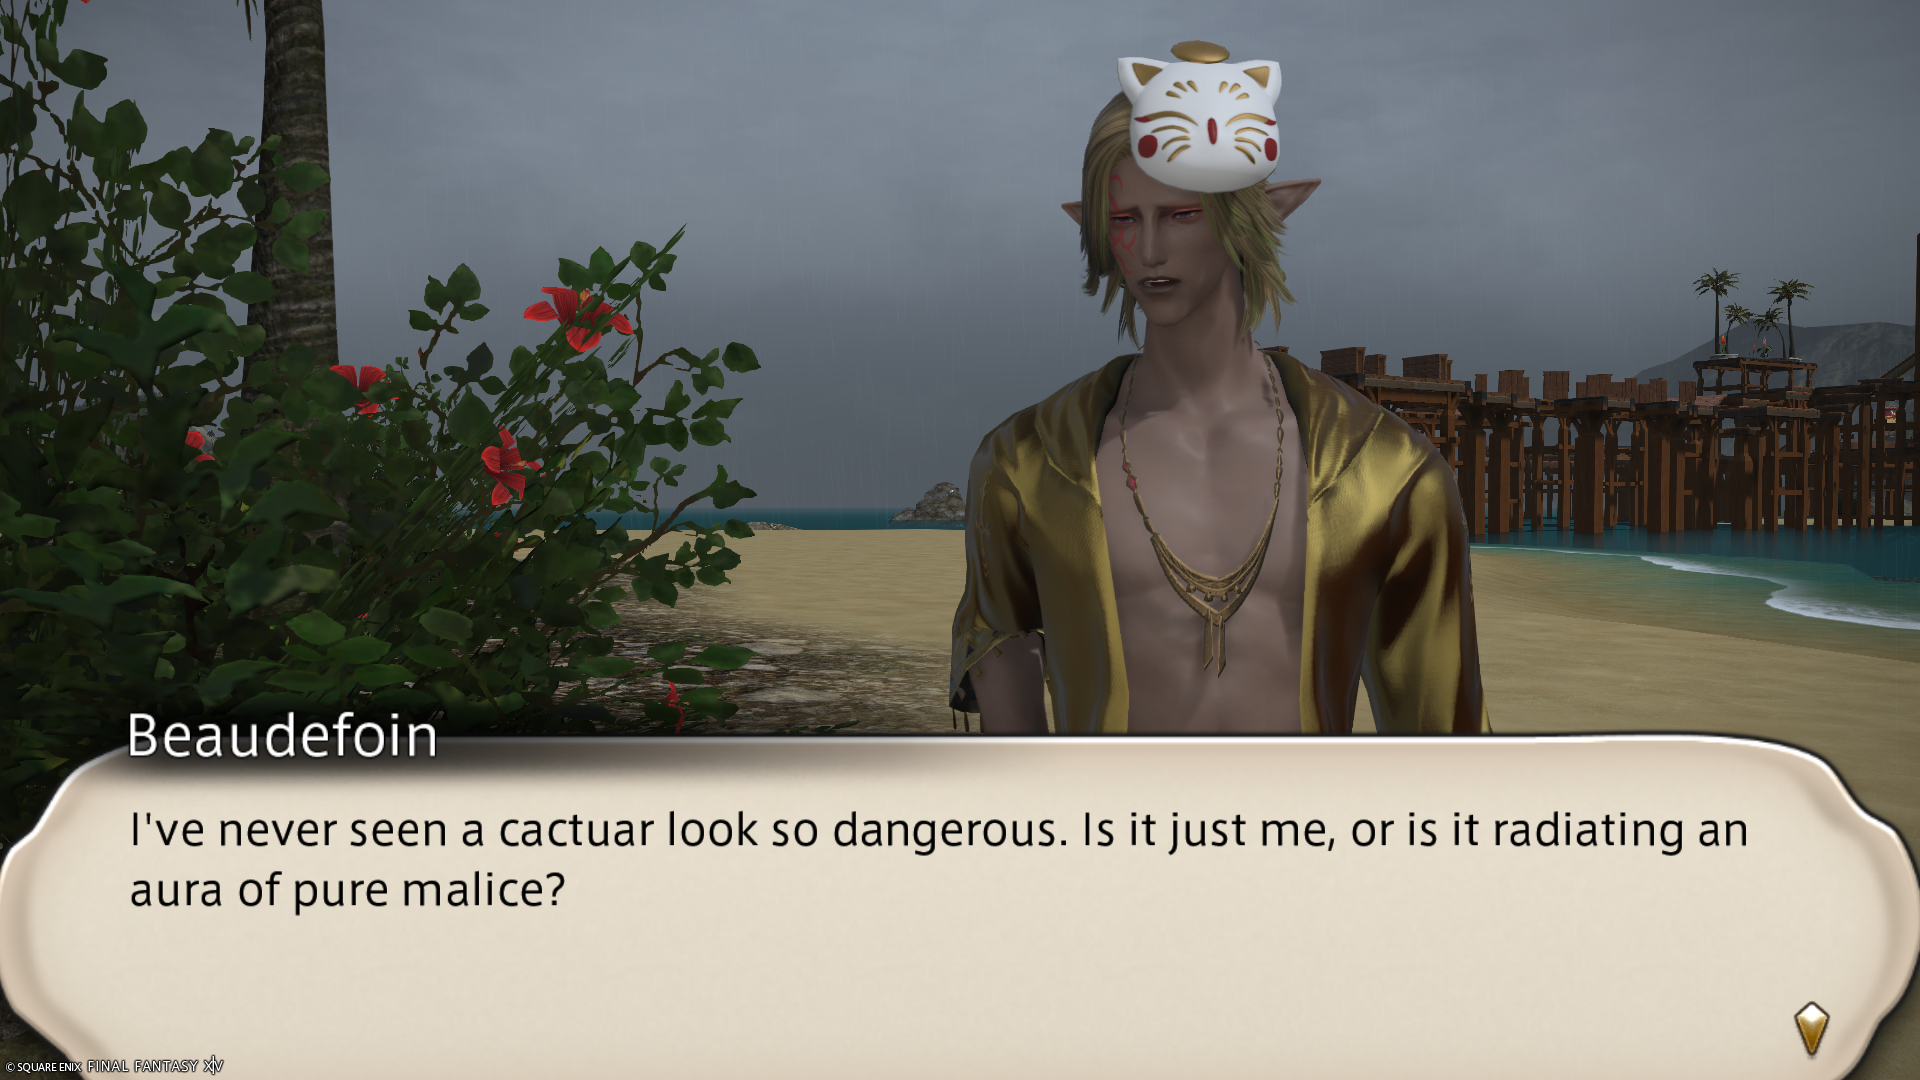 Beaudefoin
I've never seen a cactuar look so dangerous. Is it just me, or is it radiating an
aura of pure malice?
© SQUARE ENIX FINAL FANTASY XIV